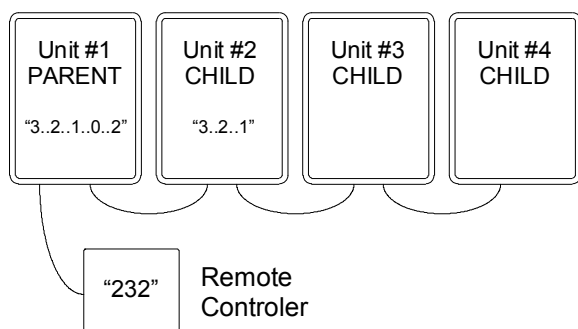 Unit #1
PARENT
“3..2..1..0..2”
Unit #2
CHILD
“3..2..1”
Unit #3
CHILD
Unit #4
CHILD
“232”
Remote
Controler